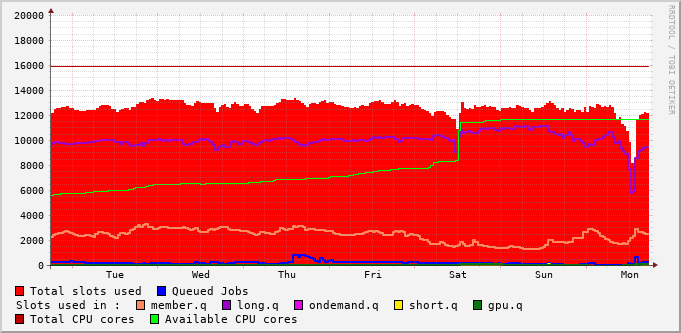 RRDTOOL / TOBI OETIKER
20000
18000
16000
14000
12000
10000
8000
6000
4000
2000
0
Tue Wed Thu Fri Sat Sun Mon
Total slots used Queued Jobs
Slots used in : member.q long.q ondemand.q short.q gpu.q
Total CPU cores Available CPU cores